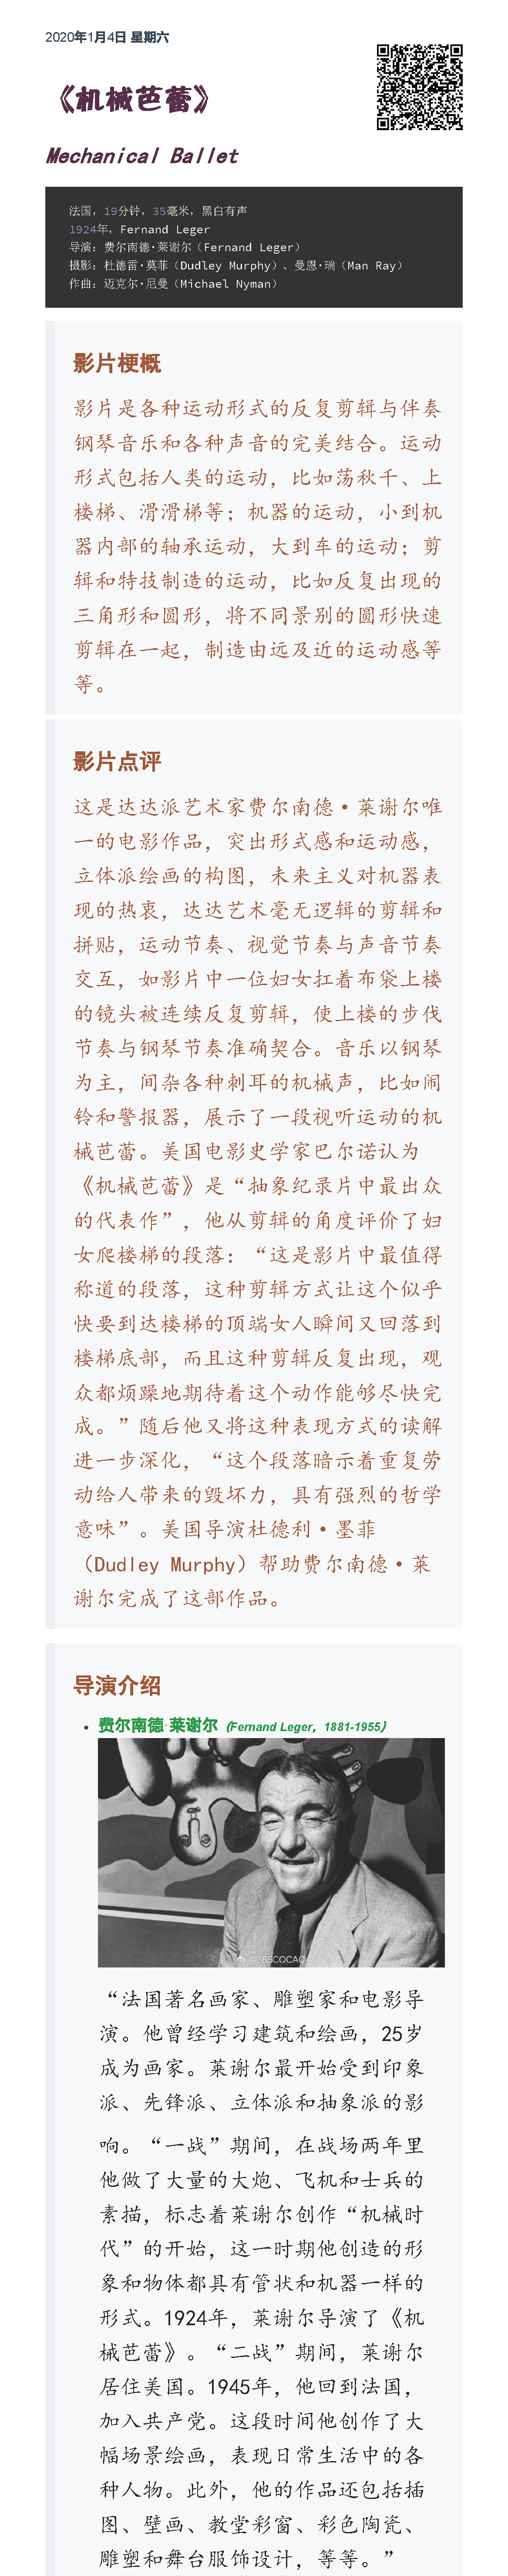 2020年1月4日 星期六
《机械芭蕾》
Mechanical Ballet
法国，19分钟，35毫米，黑白有声
1924年，Fernand Leger
导演：费尔南德·莱谢尔（Fernand Leger）
摄影：杜德雷·莫菲（Dudley Murphy）、曼恩·瑞（Man Ray）
作曲：迈克尔·尼曼（Michael Nyman）
影片梗概
影片是各种运动形式的反复剪辑与伴奏
钢琴音乐和各种声音的完美结合。运动
形式包括人类的运动，比如荡秋千、上
楼梯、滑滑梯等；机器的运动，小到机
器内部的轴承运动，大到车的运动；剪
辑和特技制造的运动，比如反复出现的
三角形和圆形，将不同景别的圆形快速
剪辑在一起，制造由远及近的运动感等
等。
影片点评
这是达达派艺术家费尔南德·莱谢尔唯
一的电影作品，突出形式感和运动感，
立体派绘画的构图，未来主义对机器表
现的热衷，达达艺术毫无逻辑的剪辑和
拼贴，运动节奏、视觉节奏与声音节奏
交互，如影片中一位妇女扛着布袋上楼
的镜头被连续反复剪辑，使上楼的步伐
节奏与钢琴节奏准确契合。音乐以钢琴
为主，间杂各种刺耳的机械声，比如闹
铃和警报器，展示了一段视听运动的机
械芭蕾。美国电影史学家巴尔诺认为
《机械芭蕾》是“抽象纪录片中最出众
的代表作”，他从剪辑的角度评价了妇
女爬楼梯的段落：“这是影片中最值得
称道的段落，这种剪辑方式让这个似乎
快要到达楼梯的顶端女人瞬间又回落到
楼梯底部，而且这种剪辑反复出现，观
众都烦躁地期待着这个动作能够尽快完
成。”随后他又将这种表现方式的读解
进一步深化，“这个段落暗示着重复劳
动给人带来的毁坏力，具有强烈的哲学
意味”。美国导演杜德利·墨菲
（Dudley Murphy）帮助费尔南德·莱
谢尔完成了这部作品。
导演介绍
费尔南德·莱谢尔（Fernand Leger，1881-1955）
@365COCAO
“法国著名画家、雕塑家和电影导
演。他曾经学习建筑和绘画，25岁
成为画家。莱谢尔最开始受到印象
派、先锋派、立体派和抽象派的影
响。“一战”期间，在战场两年里
他做了大量的大炮、飞机和士兵的
素描，标志着莱谢尔创作“机械时
代”的开始，这一时期他创造的形
象和物体都具有管状和机器一样的
形式。1924年，莱谢尔导演了《机
械芭蕾》。“二战”期间，莱谢尔
居住美国。1945年，他回到法国，
加入共产党。这段时间他创作了大
幅场景绘画，表现日常生活中的各
种人物。此外，他的作品还包括插
图、壁画、教堂彩窗、彩色陶瓷、
雕塑和舞台服饰设计，等等。”